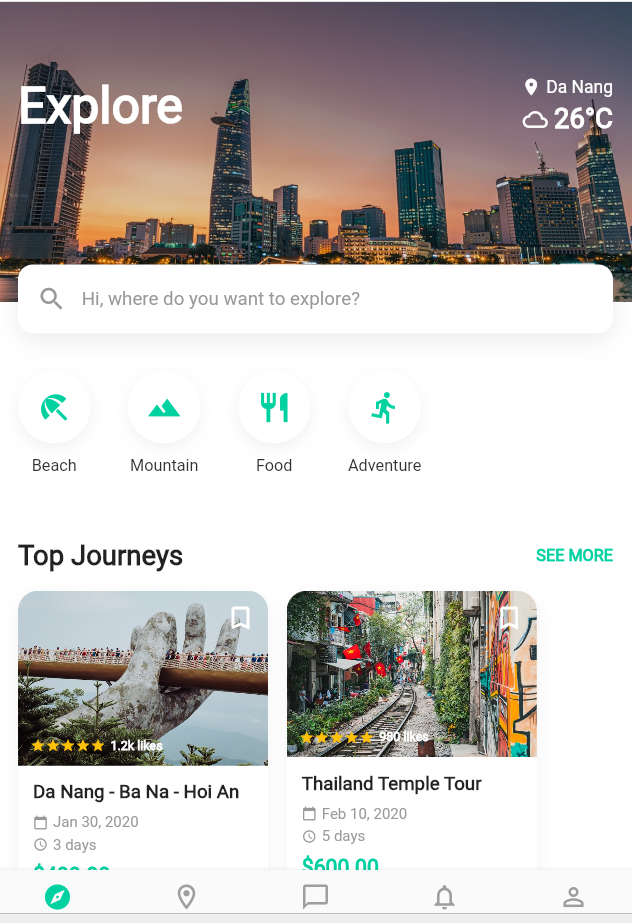 Explore
Da Nang
26°C
Hi, where do you want to explore?
Beach
Mountain
Food
Adventure
Top Journeys
SEE MORE
1.2k likes
980 likes
Da Nang - Ba Na - Hoi An
Jan 30, 2020
3 days
Thailand Temple Tour
Feb 10, 2020
5 days
$600.00